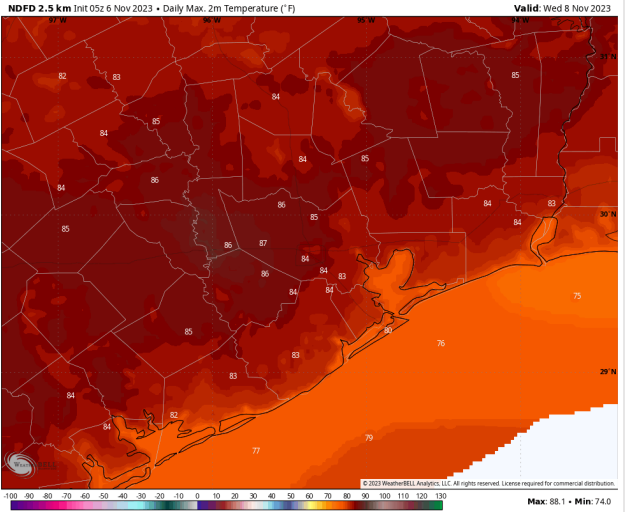 NDFD 2.5 km Init 05z 6 Nov 2023 • Daily Max. 2m Temperature (°F)
Valid: Wed 8 Nov 2023
97°W 96°W 95°W 94°W
31°N
82 83 85
84
85
84
84 85
86
84
86 84 83
85 84
85
86 87
84
86 84 83
84 84
75
85 80
76
83
83
29°N
84
82
84
79
77
30°N
WeatherBELL
© 2023 WeatherBELL Analytics, LLC. All rights reserved. License required for commercial distribution.
-100 -90 -80 -70 -60 -50 -40 -30 -20 -10 0 10 20 30 40 50 60 70 80 90 100 110 120 130
Max: 88.1 • Min: 74.0